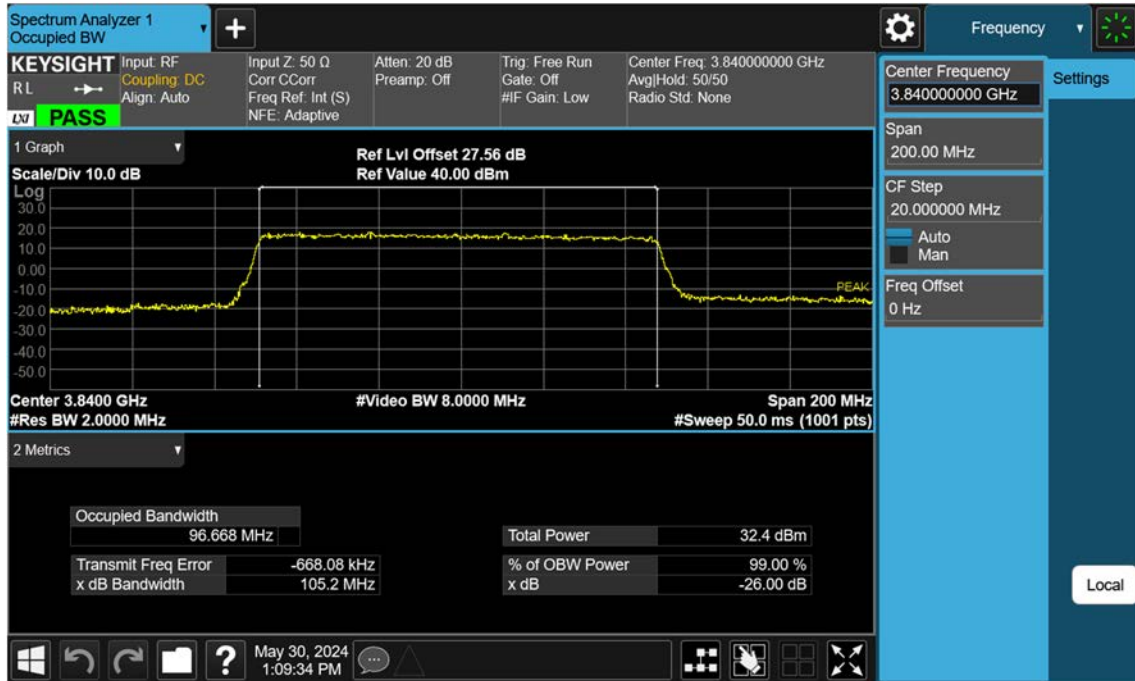 Spectrum Analyzer 1
Occupied BW
Frequency
KEYSIGHT
R L
LXI
PASS
Input: RF
Coupling: DC
Align: Auto
Input Z: 50 Ω
Corr CCorr
Freq Ref: Int (S)
NFE: Adaptive
Atten: 20 dB
Preamp: Off
Trig: Free Run
Gate: Off
#IF Gain: Low
Center Freq: 3.840000000 GHz
Avg|Hold: 50/50
Radio Std: None
Center Frequency
3.840000000 GHz
Settings
Span
200.00 MHz
CF Step
20.000000 MHz
Auto
Man
Freq Offset
0 Hz
Local
1 Graph
Scale/Div 10.0 dB
Ref Lvl Offset 27.56 dB
Ref Value 40.00 dBm
Log
30.0
20.0
10.0
0.00
-10.0
-20.0
-30.0
-40.0
-50.0
PEAK
Center 3.8400 GHz
#Video BW 8.0000 MHz
Span 200 MHz
#Res BW 2.0000 MHz
#Sweep 50.0 ms (1001 pts)
2 Metrics
Occupied Bandwidth
96.668 MHz
Total Power 32.4 dBm
Transmit Freq Error -668.08 kHz
% of OBW Power 99.00 %
x dB Bandwidth 105.2 MHz
x dB -26.00 dB
?
May 30, 2024
1:09:34 PM